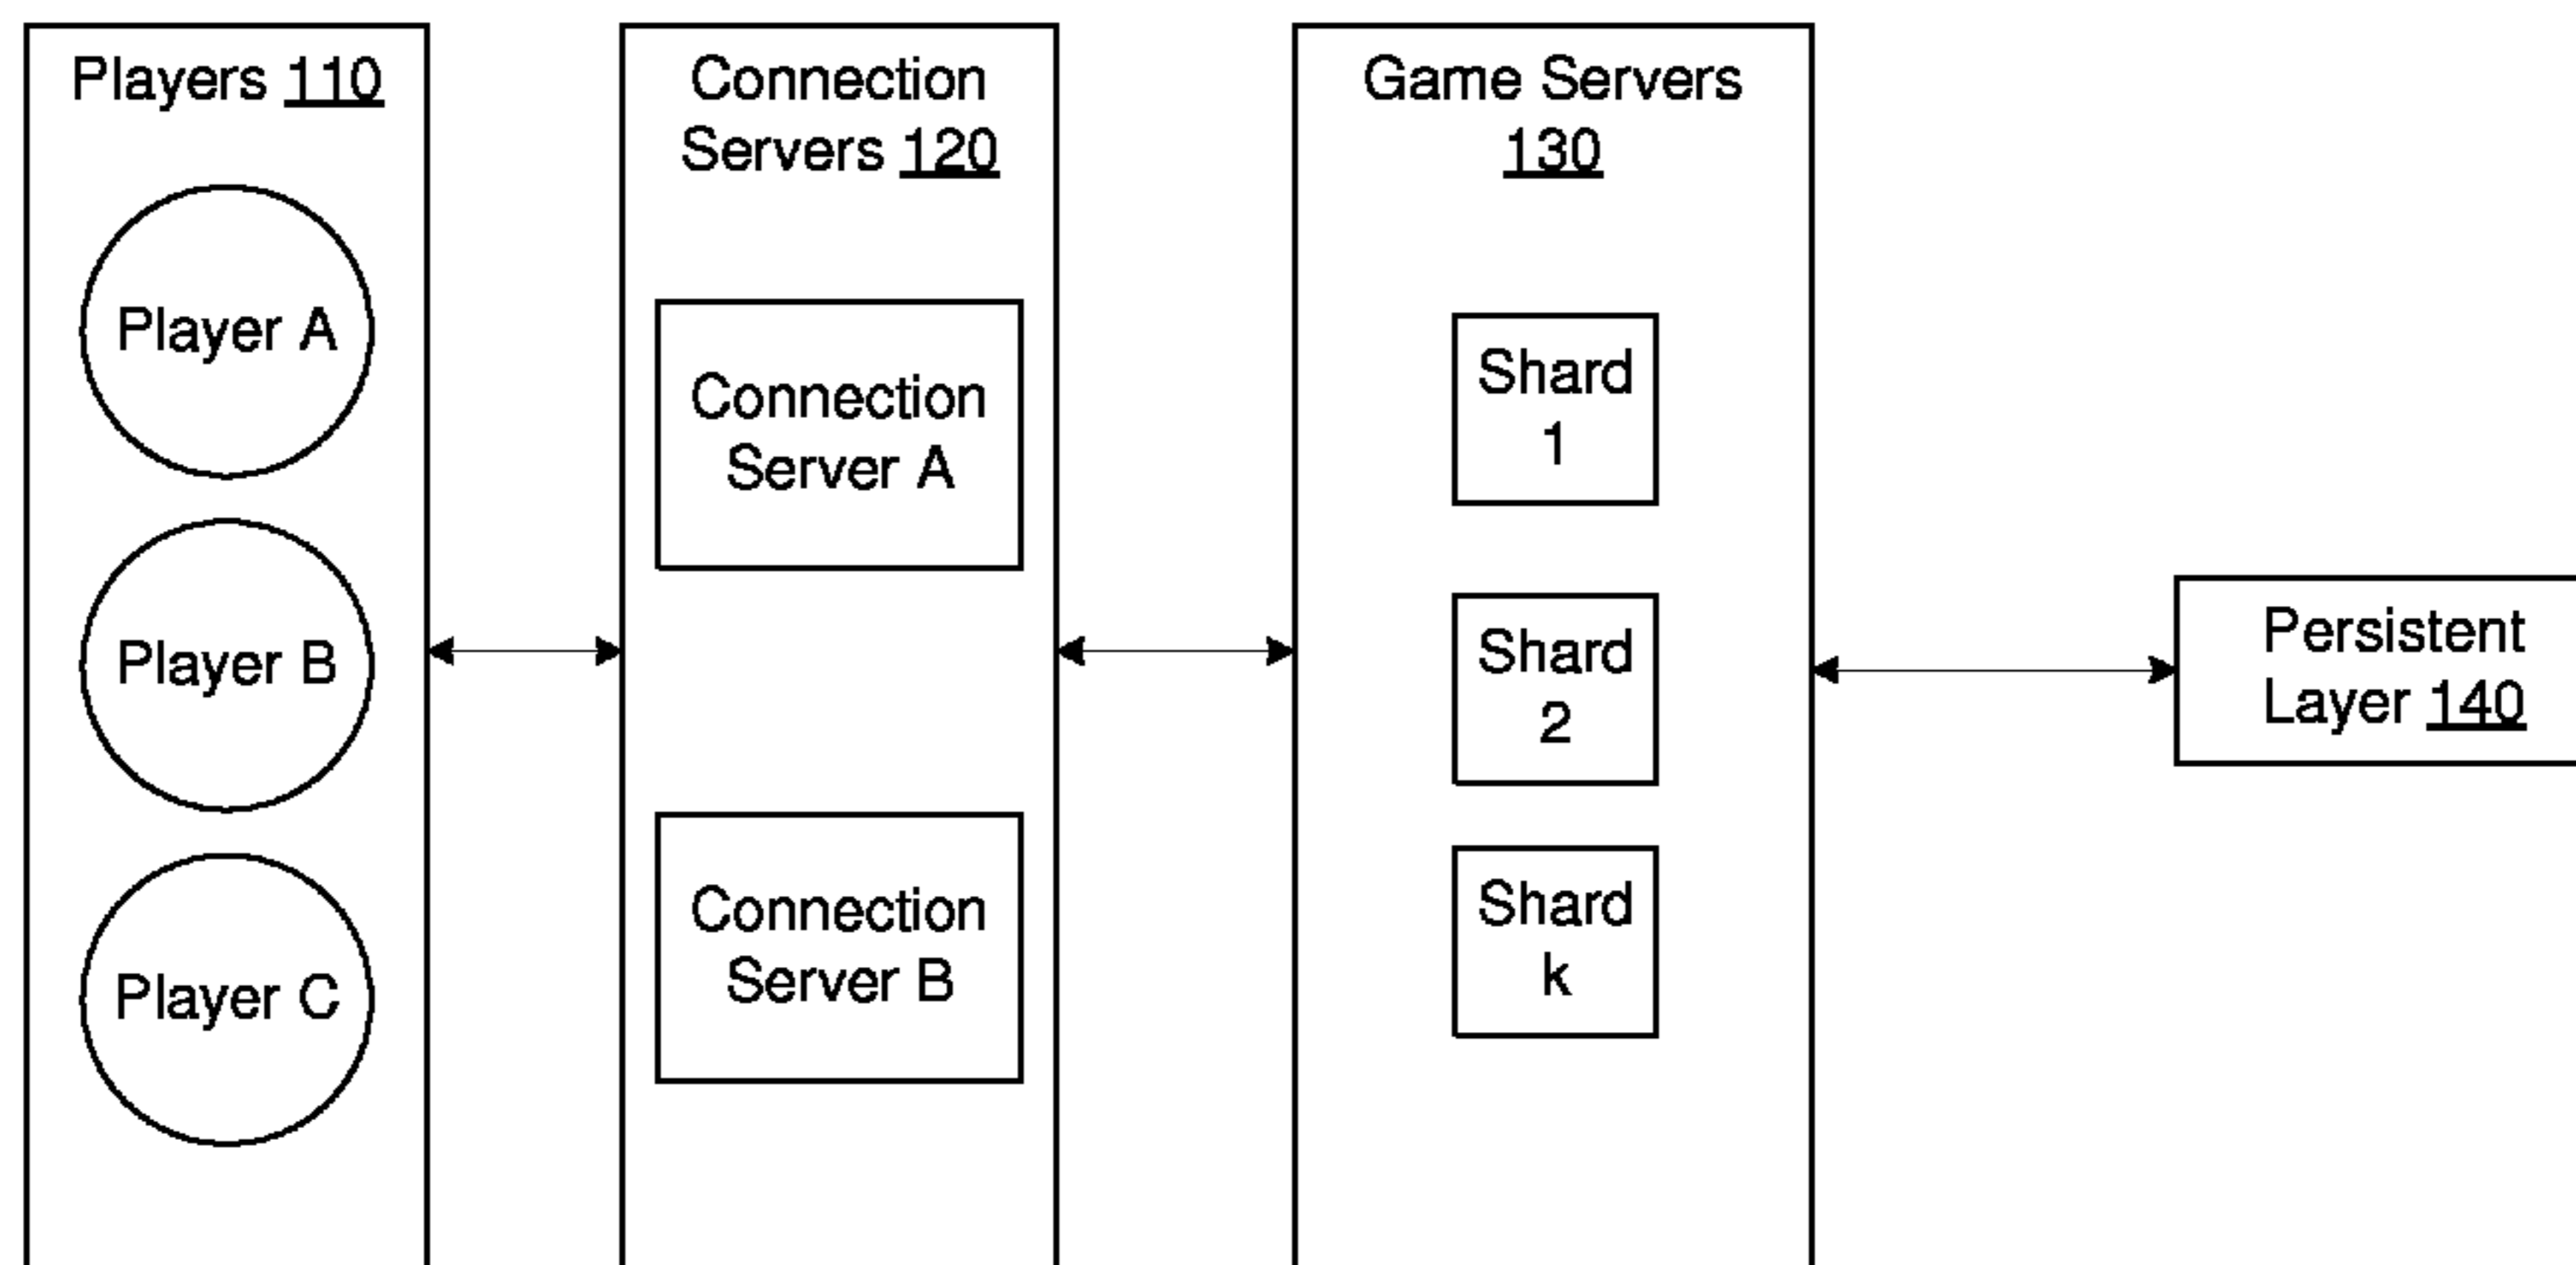 Players 110
Player A
Player B
Player C
Connection
Servers 120
Connection
Server A
Connection
Server B
Game Servers
130
Shard
1
Shard
2
Shard
k
Persistent
Layer 140